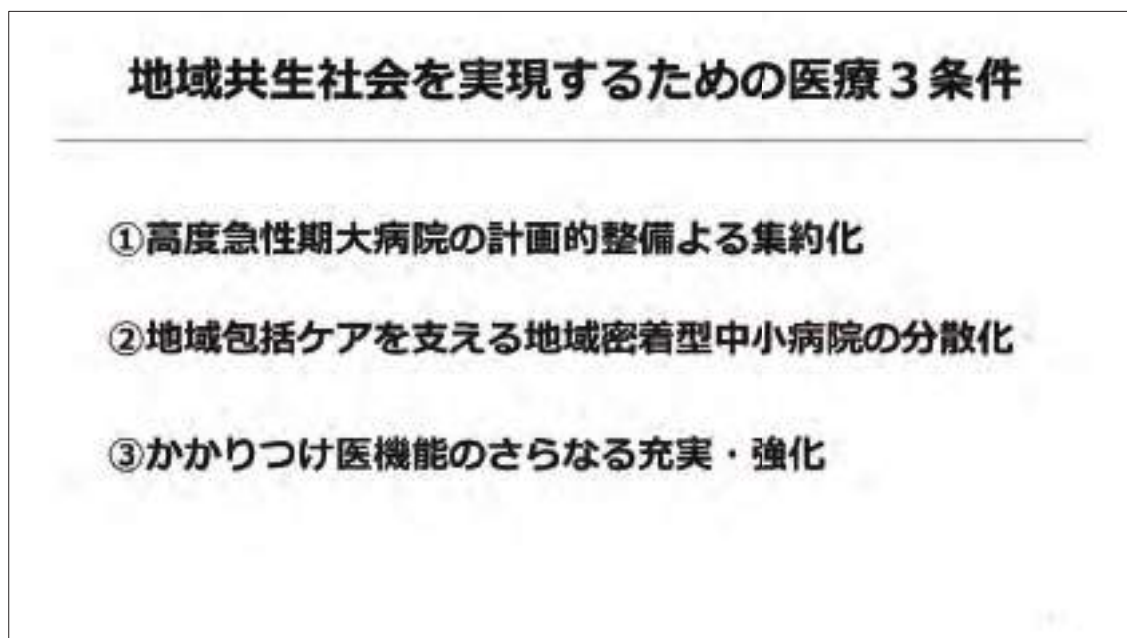 地域共生社会を実現するための医療３条件
①高度急性期大病院の計画的整備よる集約化
②地域包括ケアを支える地域密着型中小病院の分散化
③かかりつけ医機能のさらなる充実・強化